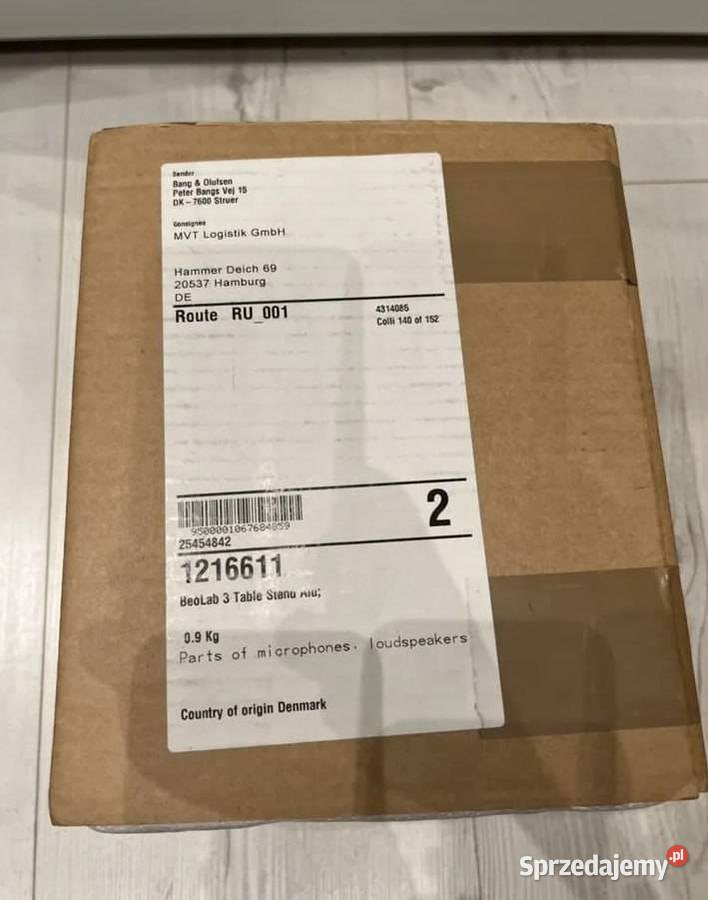 Sender
Bang & Olufsen
Peter Bangs Vej 15
DK - 7600 Struer
Consignee
MVT Logistik GmbH
Hammer Deich 69
20537 Hamburg
DE
Route RU_001
4314085
Colli 140 of 152
2
9500001067684859
25454842
1216611
BeoLab 3 Table Stand Alu;
0.9 Kg
Parts of microphones, loudspeakers
Country of origin Denmark
Sprzedajemy.pl